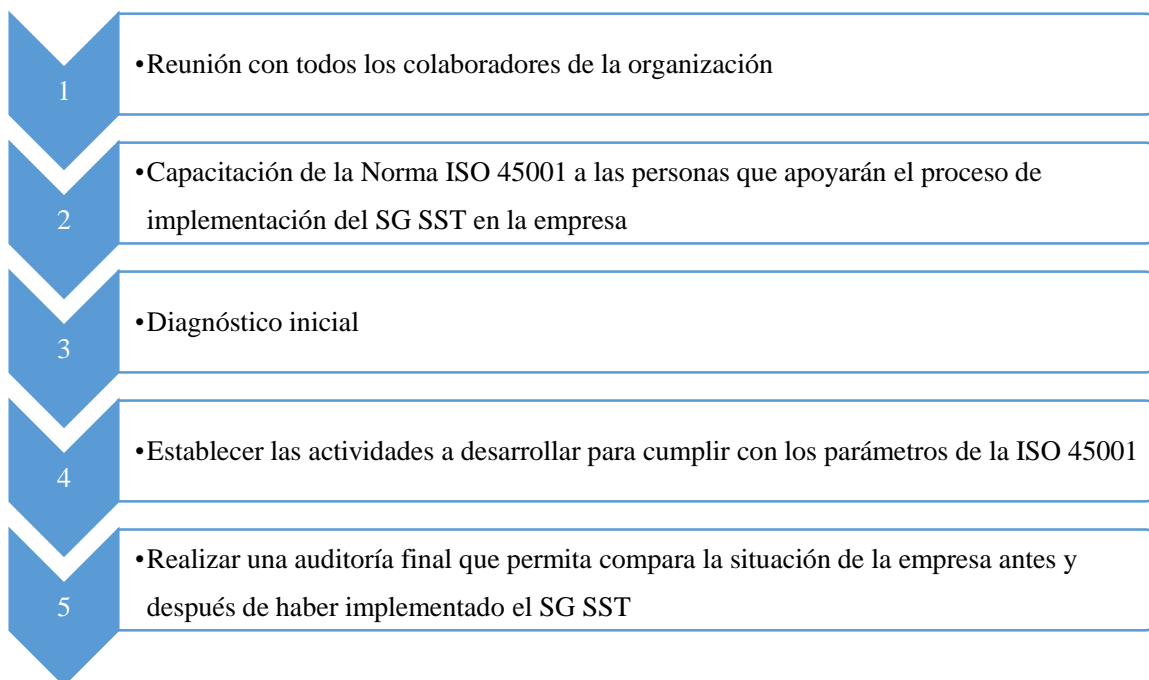 1
•Reunión con todos los colaboradores de la organización
2
•Capacitación de la Norma ISO 45001 a las personas que apoyarán el proceso de
implementación del SG SST en la empresa
3
•Diagnóstico inicial
4
•Establecer las actividades a desarrollar para cumplir con los parámetros de la ISO 45001
5
•Realizar una auditoría final que permita compara la situación de la empresa antes y
después de haber implementado el SG SST